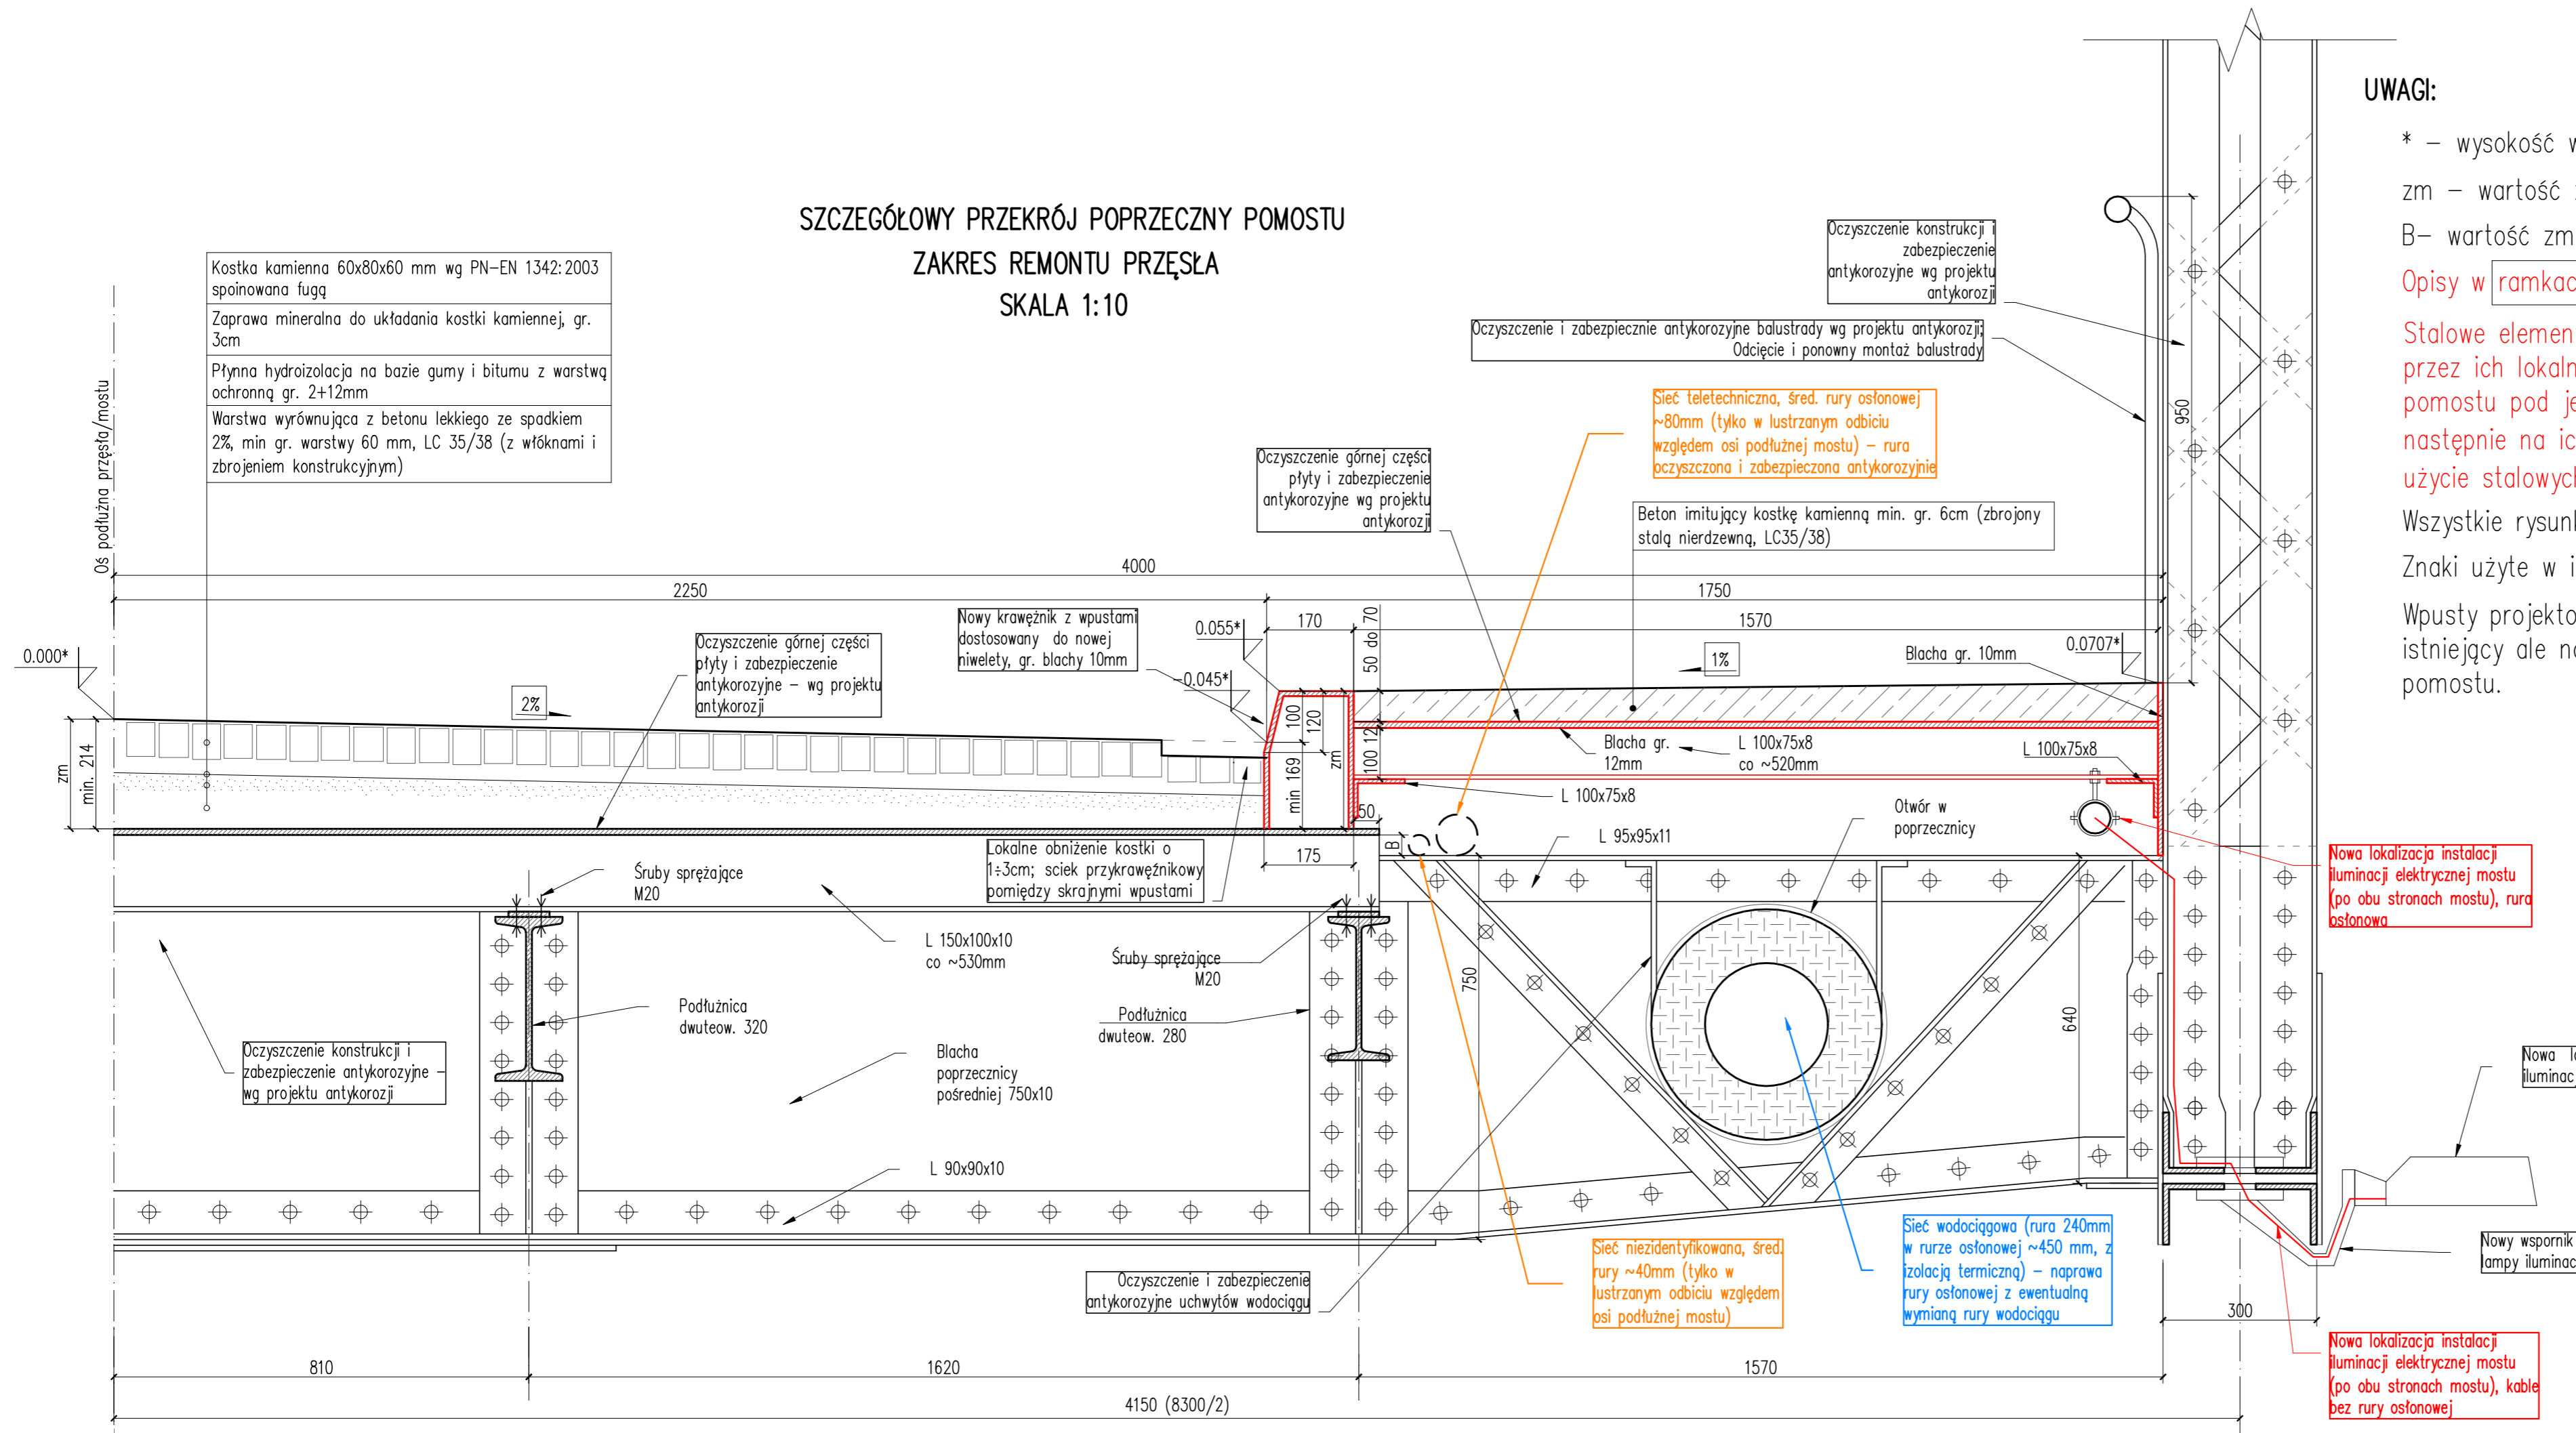 SZCZEGÓŁOWY PRZEKRÓJ POPRZECZNY POMOSTU
ZAKRES REMONTU PRZĘSŁA
SKALA 1:10
Kostka kamienna 60x80x60 mm wg PN-EN 1342:2003
spoinowana fugą
Zaprawa mineralna do układania kostki kamiennej, gr.
3cm
Płynna hydroizolacja na bazie gumy i bitumu z warstwą
ochronną gr. 2+12mm
Warstwa wyrównująca z betonu lekkiego ze spadkiem
2%, min gr. warstwy 60 mm, LC 35/38 (z włóknami i
zbrojeniem konstrukcyjnym)
Oś podłużna przęsła/mostu
UWAGI:
* – wysokość
zm – wartość
B– wartość zm
Opisy w ramkac
Stalowe elemen
przez ich lokaln
pomostu pod je
następnie na ic
użycie stalowyc
Wszystkie rysun
Znaki użyte w i
Wpusty projekto
istniejący ale n
pomostu.
Oczyszczenie konstrukcji i
zabezpieczenie
antykorozyjne wg projektu
antykorozji
Oczyszczenie i zabezpiecznie antykorozyjne balustrady wg projektu antykorozji;
Odcięcie i ponowny montaż balustrady
Sieć teletechniczna, śred. rury osłonowej
~80mm (tylko w lustrzanym odbiciu
względem osi podłużnej mostu) – rura
oczyszczona i zabezpieczona antykorozyjnie
Oczyszczenie górnej części
płyty i zabezpieczenie
antykorozyjne wg projektu
antykorozji
Beton imitujący kostkę kamienną min. gr. 6cm (zbrojony
stalą nierdzewną, LC35/38)
950
4000
2250
1750
170
1570
50 do 70
0.000*
0.055*
-0.045*
0.0707*
Nowy krawężnik z wpustami
dostosowany do nowej
niwelety, gr. blachy 10mm
Oczyszczenie górnej części
płyty i zabezpieczenie
antykorozyjne – wg projektu
antykorozji
2%
1%
Blacha gr. 10mm
zm
min. 214
100
120
min 169
zm
12
100
Blacha gr.
12mm
L 100x75x8
co ~520mm
L 100x75x8
L 100x75x8
50
B
175
L 95x95x11
Otwór w
poprzecnicy
Lokalne obniżenie kostki o
1÷3cm; sciek przykrawężnikowy
pomiędzy skrajnymi wpustami
Śruby sprężające
M20
L 150x100x10
co ~530mm
Śruby sprężające
M20
Podłużnica
dwuteow. 320
Podłużnica
dwuteow. 280
Blacha
poprzecnicy
pośredniej 750x10
L 90x90x10
Oczyszczenie konstrukcji i
zabezpieczenie antykorozyjne –
wg projektu antykorozji
750
640
Nowa lokalizacja instalacji
iluminacji elektrycznej mostu
(po obu stronach mostu), rura
osłonowa
Nowa l
iluminac
Nowy wspornik
lampy iluminac
Oczyszczenie i zabezpieczenie
antykorozyjne uchwytów wodociągu
Sieć niezidentyfikowana, śred.
rury ~40mm (tylko w
lustrzanym odbiciu względem
osi podłużnej mostu)
Sieć wodociągowa (rura 240mm
w rurze osłonowej ~450 mm, z
izolacją termiczną) – naprawa
rury osłonowej z ewentualną
wymianą rury wodociągu
Nowa lokalizacja instalacji
iluminacji elektrycznej mostu
(po obu stronach mostu), kable
bez rury osłonowej
300
810
1620
1570
4150 (8300/2)